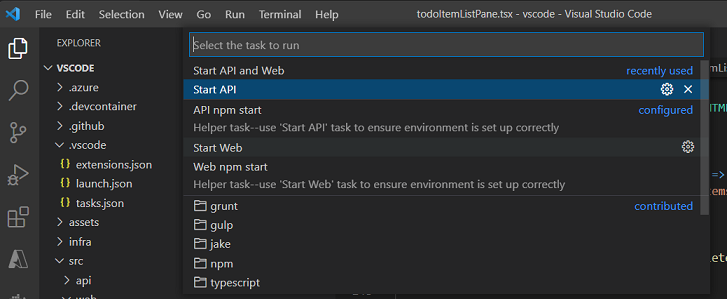 File Edit Selection View Go Run Terminal Help todoItemListPane.tsx - vscode - Visual Studio Code
EXPLORER
VSCODE
.azure
.devcontainer
.github
.vscode
extensions.json
launch.json
tasks.json
assets
infra
src
api
Select the task to run
Start API and Web recently used
Start API
API npm start configured
Helper task--use 'Start API' task to ensure environment is set up correctly
Start Web
Web npm start
Helper task--use 'Start Web' task to ensure environment is set up correctly
grunt contributed
gulp
jake
npm
typescript